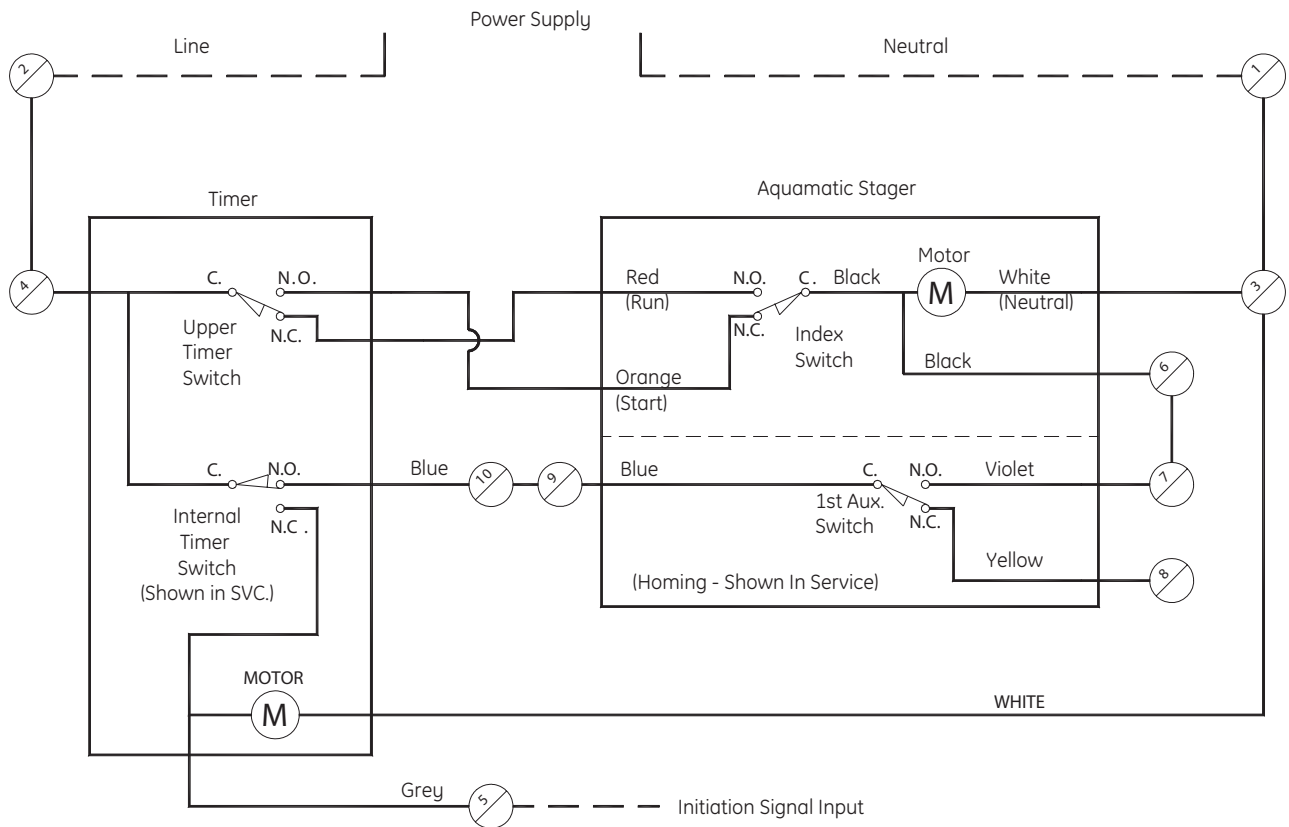 Power Supply
Line
Neutral
2
1
Timer
Aquamatic Stager
4
C.
N.O.
N.C.
Upper
Timer
Switch
Red
(Run)
N.O.
C.
N.C.
Black
Motor
M
White
(Neutral)
3
Index
Switch
Black
6
Orange
(Start)
C.
N.O.
N.C .
Internal
Timer
Switch
(Shown in SVC.)
Blue
10
9
Blue
C.
N.O.
N.C.
1st Aux.
Switch
Violet
7
Yellow
8
(Homing - Shown In Service)
MOTOR
M
WHITE
Grey
5
Initiation Signal Input